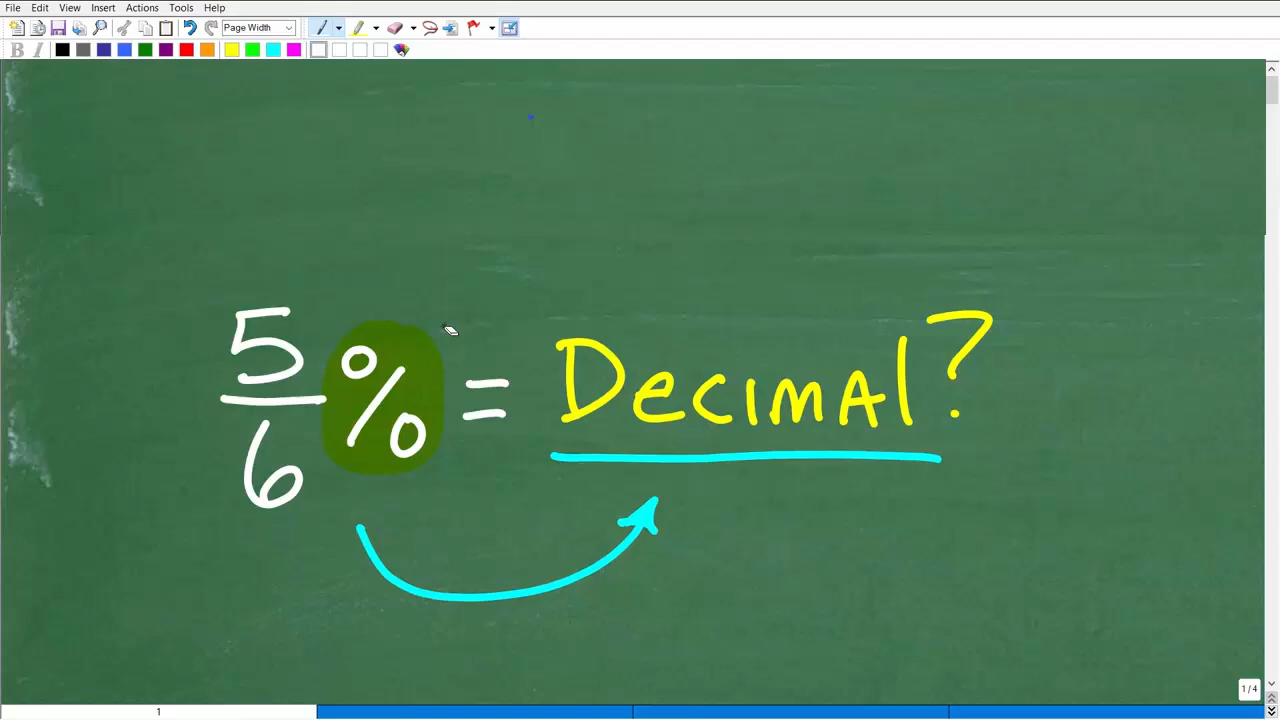 File Edit View Insert Actions Tools Help
Page Width
B I
5/6 % = Decimal?
1/4
1